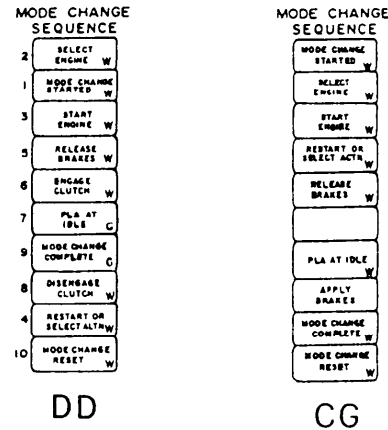 MODE CHANGE
SEQUENCE
2 SELECT
ENGINE W
1 MODE CHANGE
STARTED W
3 START
ENGINE W
5 RELEASE
BRAKES W
6 ENGAGE
CLUTCH W
7 PLA AT
IDLE G
9 MODE CHANGE
COMPLETE G
8 DISENGAGE
CLUTCH W
4 RESTART OR
SELECT ALTN W
10 MODE CHANGE
RESET W
DD
MODE CHANGE
SEQUENCE
MODE CHANGE
STARTED W
SELECT
ENGINE W
START
ENGINE W
RESTART OR
SELECT ACTR W
RELEASE
BRAKES W
PLA AT IDLE
W
APPLY
BRAKES
MODE CHANGE
COMPLETE W
MODE CHANGE
RESET W
CG